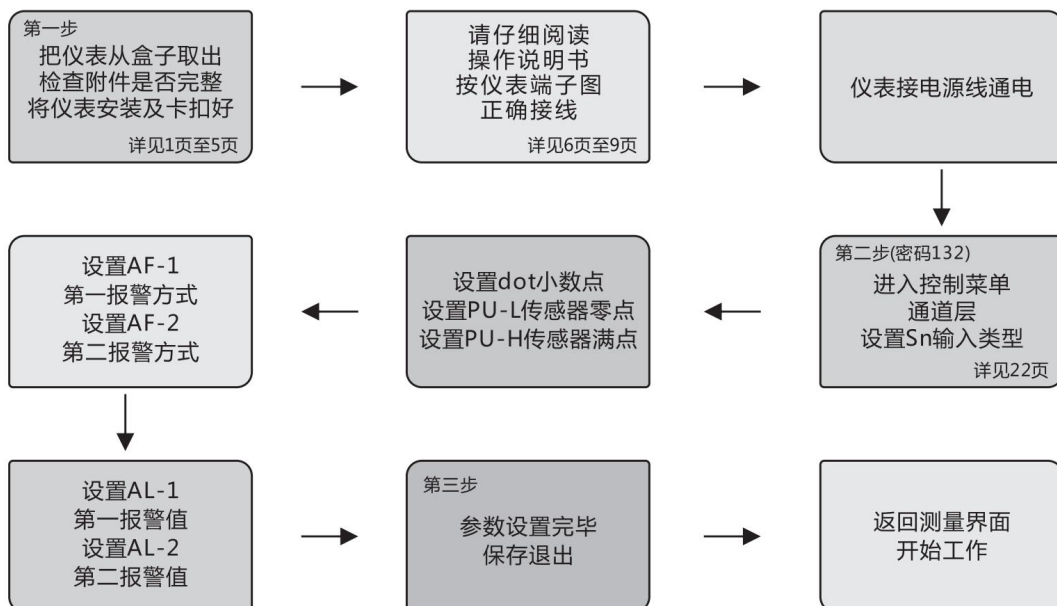 第一步
把仪表从盒子取出
检查附件是否完整
将仪表安装及卡扣好
详见1页至5页
请仔细阅读
操作说明书
按仪表端子图
正确接线
详见6页至9页
仪表接电源线通电
第二步(密码132)
进入控制菜单
通道层
设置Sn输入类型
详见22页
设置dot小数点
设置PU-L传感器零点
设置PU-H传感器满点
设置AF-1
第一报警方式
设置AF-2
第二报警方式
设置AL-1
第一报警值
设置AL-2
第二报警值
第三步
参数设置完毕
保存退出
返回测量界面
开始工作